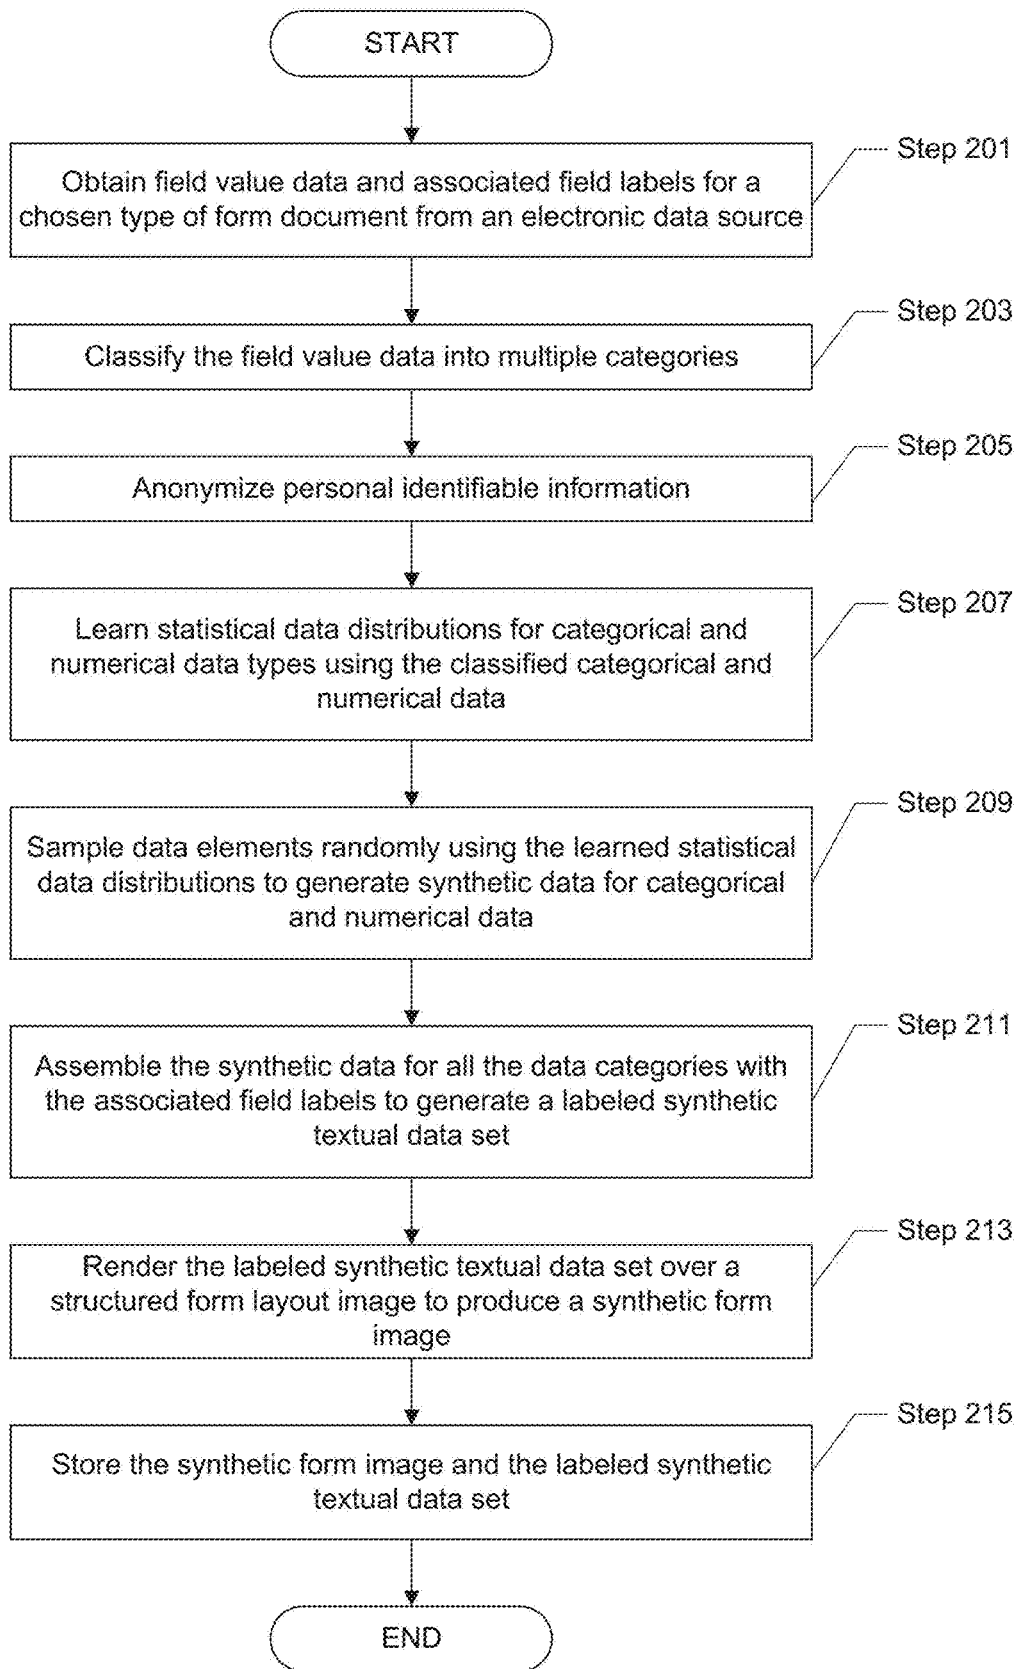 START
Step 201
Obtain field value data and associated field labels for a
chosen type of form document from an electronic data source
Step 203
Classify the field value data into multiple categories
Step 205
Anonymize personal identifiable information
Step 207
Learn statistical data distributions for categorical and
numerical data types using the classified categorical and
numerical data
Step 209
Sample data elements randomly using the learned statistical
data distributions to generate synthetic data for categorical
and numerical data
Step 211
Assemble the synthetic data for all the data categories with
the associated field labels to generate a labeled synthetic
textual data set
Step 213
Render the labeled synthetic textual data set over a
structured form layout image to produce a synthetic form
image
Step 215
Store the synthetic form image and the labeled synthetic
textual data set
END